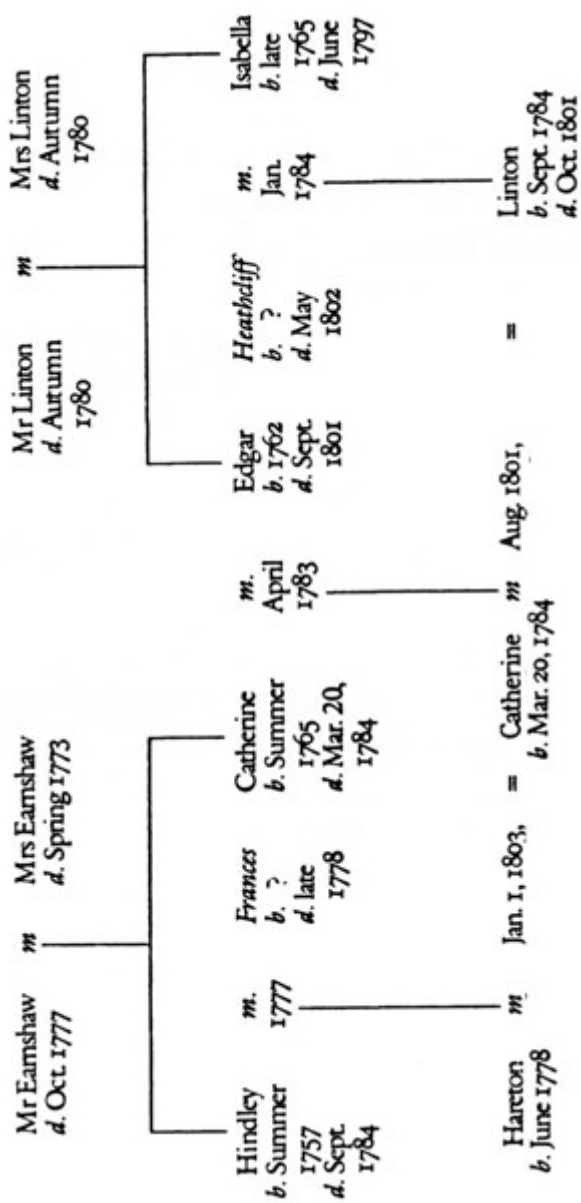 Mr Earnshaw
d. Oct. 1777
m
Mrs Earnshaw
d. Spring 1773
Mr Linton
d. Autumn
1780
m
Mrs Linton
d. Autumn
1780
Hindley
b. Summer
1757
d. Sept.
1784
m.
1777
Frances
b. ?
d. late
1778
Catherine
b. Summer
1765
d. Mar. 20,
1784
m.
April
1783
Edgar
b. 1762
d. Sept.
1801
Heathcliff
b. ?
d. May
1802
m.
Jan.
1784
Isabella
b. late
1765
d. June
1797
Hareton
b. June 1778
m
Jan. 1, 1803,
=
Catherine
b. Mar. 20, 1784
m
Aug. 1801,
=
Linton
b. Sept. 1784
d. Oct. 1801